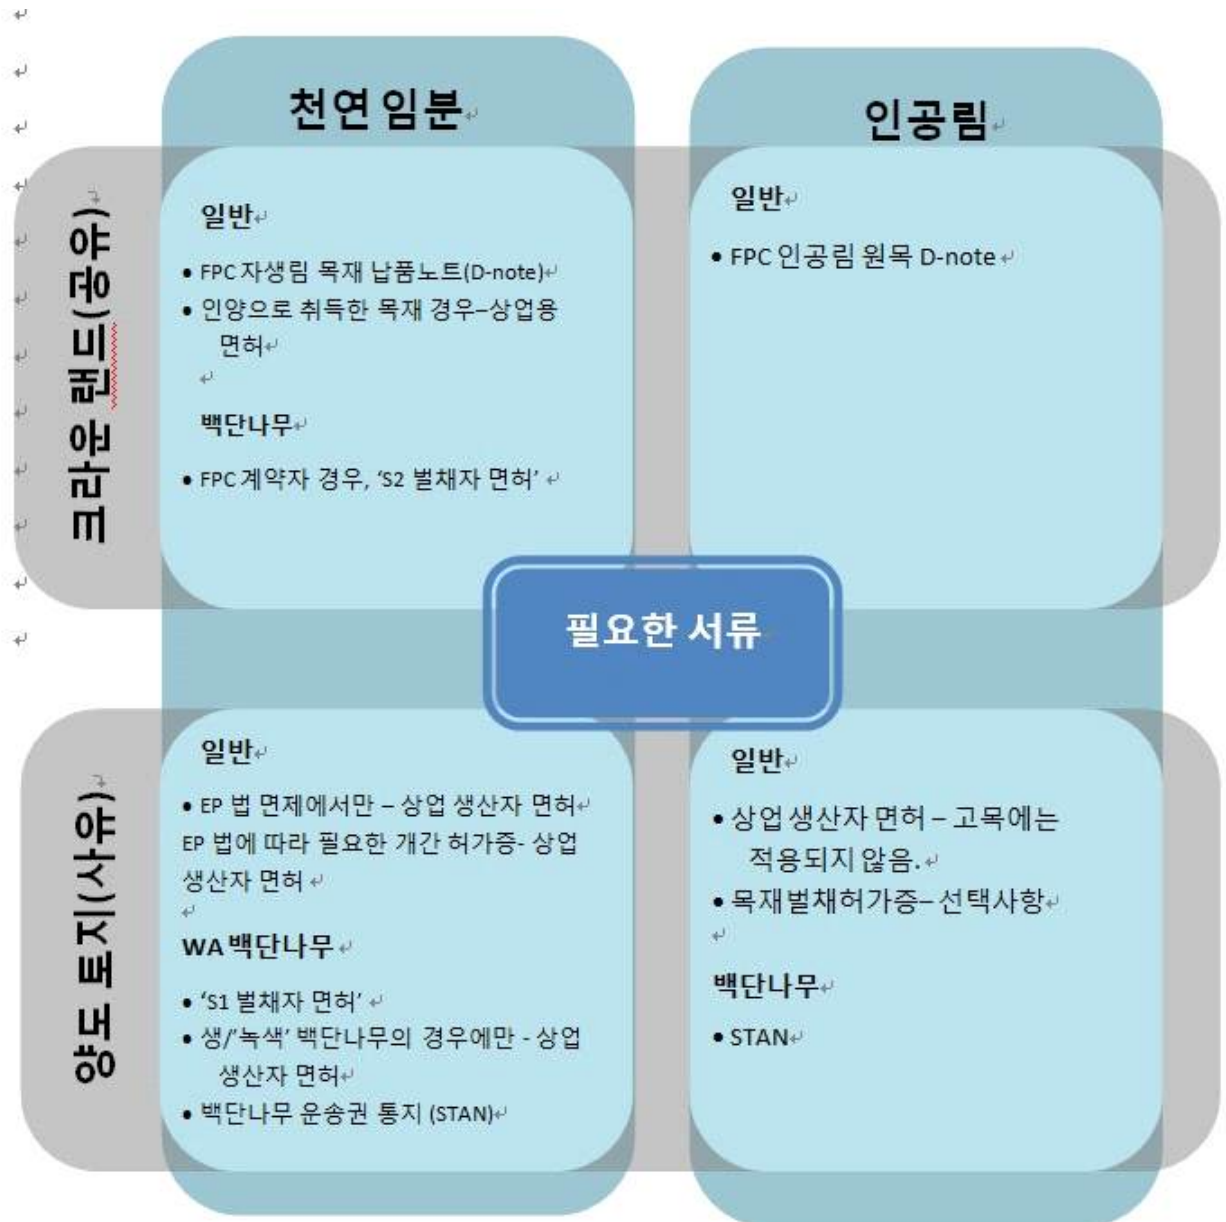 천연 임분
인공림
크라운 랜드(공유)
일반
• FPC 자생림 목재 납품노트(D-note)
• 인양으로 취득한 목재 경우–상업용
면허
백단나무
• FPC 계약자 경우, ‘S2 벌채자 면허’
일반
• FPC 인공림 원목 D-note
필요한 서류
양도 토지(사유)
일반
• EP 법 면제에서만 – 상업 생산자 면허
EP 법에 따라 필요한 개간 허가증- 상업
생산자 면허
WA 백단나무
• ‘S1 벌채자 면허’
• 생/’녹색’ 백단나무의 경우에만 - 상업
생산자 면허
• 백단나무 운송권 통지 (STAN)
일반
• 상업 생산자 면허 – 고목에는
적용되지 않음.
• 목재벌채허가증– 선택사항
백단나무
• STAN